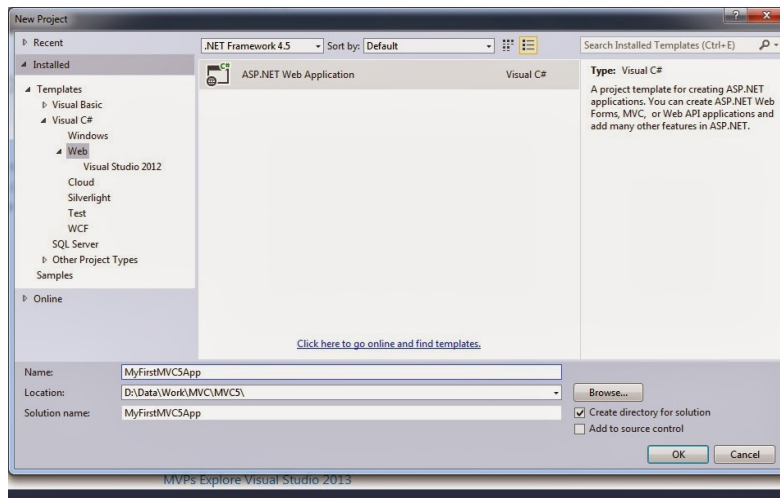 New Project
Recent
.NET Framework 4.5
Sort by: Default
Search Installed Templates (Ctrl+E)
Installed
Templates
Visual Basic
Visual C#
Windows
Web
Visual Studio 2012
Cloud
Silverlight
Test
WCF
SQL Server
Other Project Types
Samples
Online
C#
ASP.NET Web Application Visual C#
Click here to go online and find templates.
Type: Visual C#
A project template for creating ASP.NET
applications. You can create ASP.NET Web
Forms, MVC, or Web API applications and
add many other features in ASP.NET.
Name: MyFirstMVC5App
Location: D:\Data\Work\MVC\MVC5\
Browse...
Solution name: MyFirstMVC5App
Create directory for solution
Add to source control
OK Cancel
MVPs Explore Visual Studio 2013